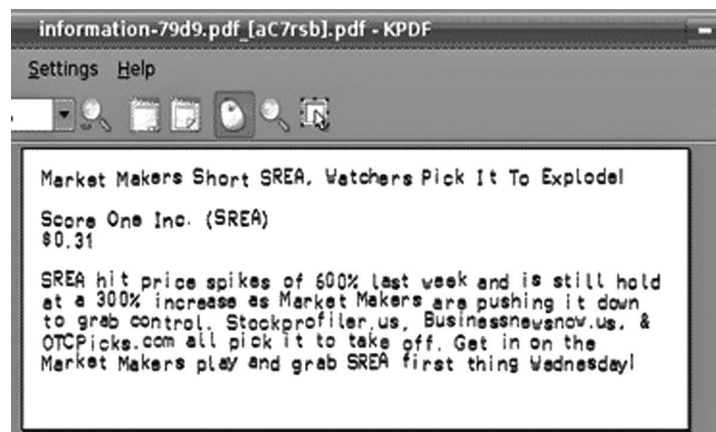 information-79d9.pdf_[aC7rsb].pdf - KPDF
Settings Help
Market Makers Short SREA, Watchers Pick It To Explode!
Score One Inc. (SREA)
$0.31
SREA hit price spikes of 600% last week and is still hold
at a 300% increase as Market Makers are pushing it down
to grab control. Stockprofiler.us, Businessnewsnow.us, &
OTCPicks.com all pick it to take off. Get in on the
Market Makers play and grab SREA first thing Wednesday!